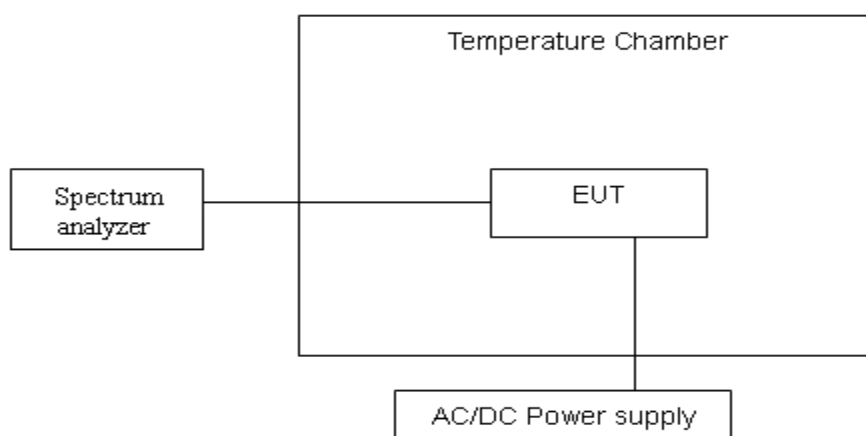 Temperature Chamber
Spectrum
analyzer
EUT
AC/DC Power supply